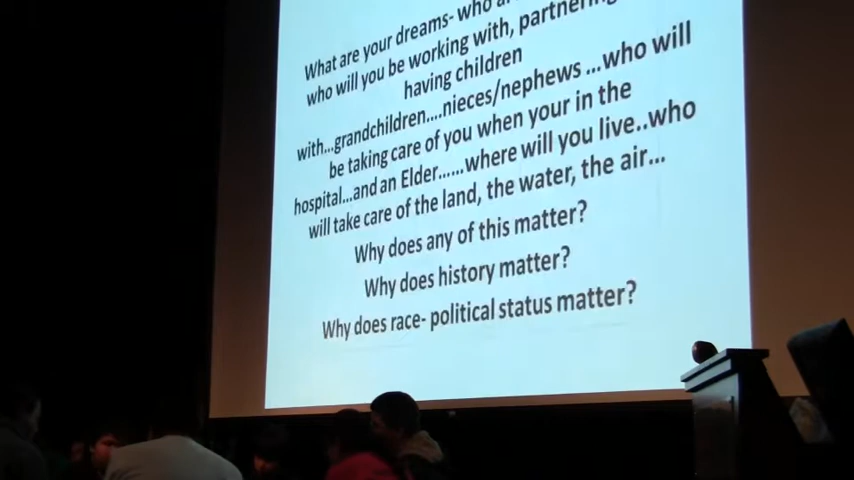 What are your dreams- who
who will you be working with, partnering
having children
with...grandchildren....nieces/nephews ...who will
be taking care of you when your in the
hospital...and an Elder......where will you live..who
will take care of the land, the water, the air...
Why does any of this matter?
Why does history matter?
Why does race- political status matter?